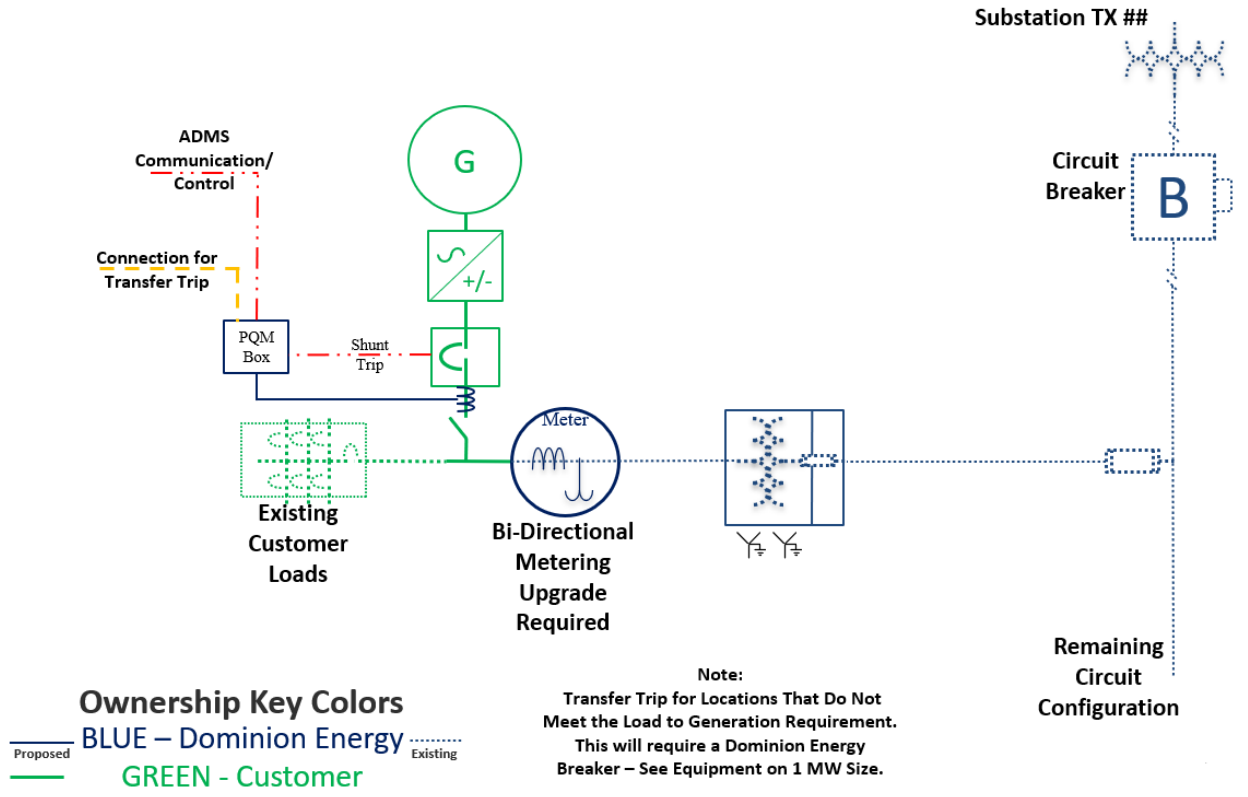 Substation TX ##
ADMS
Communication/
Control
G
Circuit
Breaker
B
+/-
Connection for
Transfer Trip
PQM
Box
Shunt
Trip
Meter
Existing
Customer
Loads
Bi-Directional
Metering
Upgrade
Required
Remaining
Circuit
Configuration
Note:
Transfer Trip for Locations That Do Not
Meet the Load to Generation Requirement.
This will require a Dominion Energy
Breaker – See Equipment on 1 MW Size.
Ownership Key Colors
BLUE – Dominion Energy
Proposed
Existing
GREEN - Customer